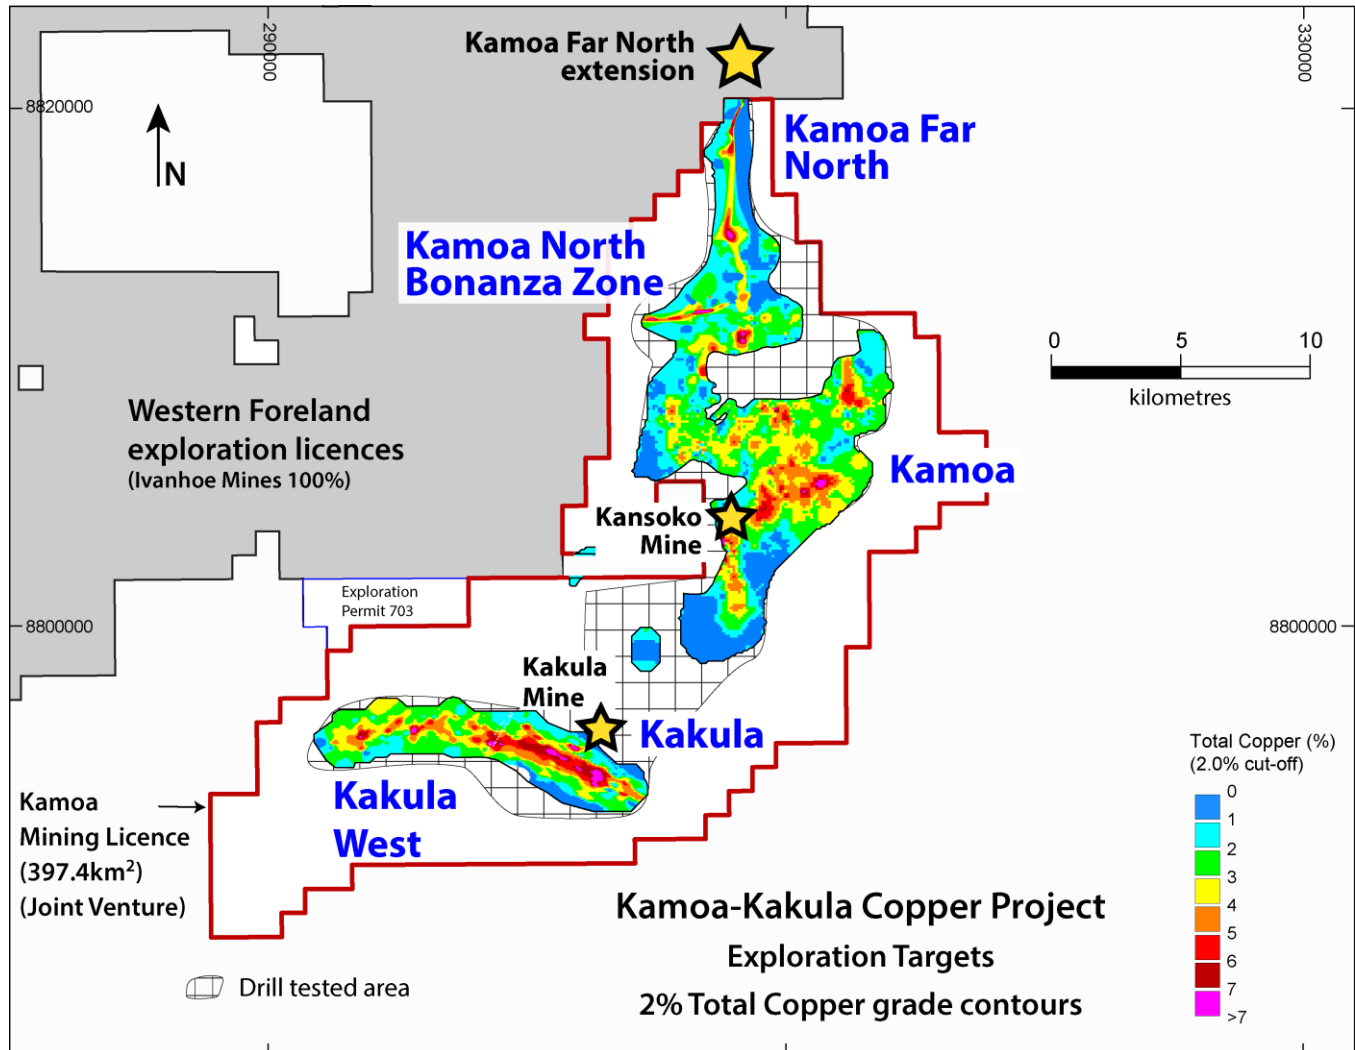 290000
330000
Kamoa Far North
extension
8820000
N
Kamoa Far
North
Kamoa North
Bonanza Zone
0
5
10
kilometres
Western Foreland
exploration licences
(Ivanhoe Mines 100%)
Kamoa
Kansoko
Mine
Exploration
Permit 703
8800000
8800000
Kakula
Mine
Kakula
Kakula
West
Kamoa
Mining Licence
(397.4km²)
(Joint Venture)
Total Copper (%)
(2.0% cut-off)
0
1
2
3
4
5
6
7
>7
Kamoa-Kakula Copper Project
Exploration Targets
2% Total Copper grade contours
Drill tested area